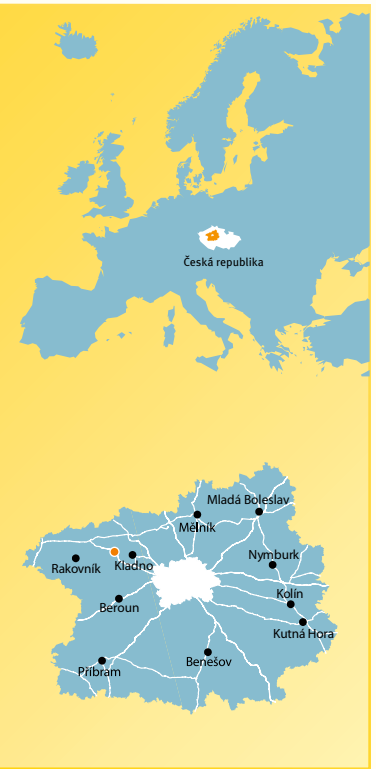 Česká republika
Mladá Boleslav
Mělník
Nymburk
Rakovník
Kladno
Kolín
Beroun
Kutná Hora
Benešov
Příbram